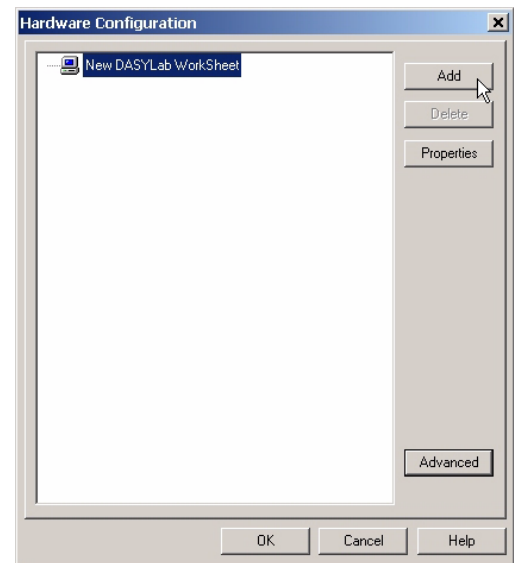 Hardware Configuration
New DASYLab WorkSheet
Add
Delete
Properties
Advanced
OK Cancel Help